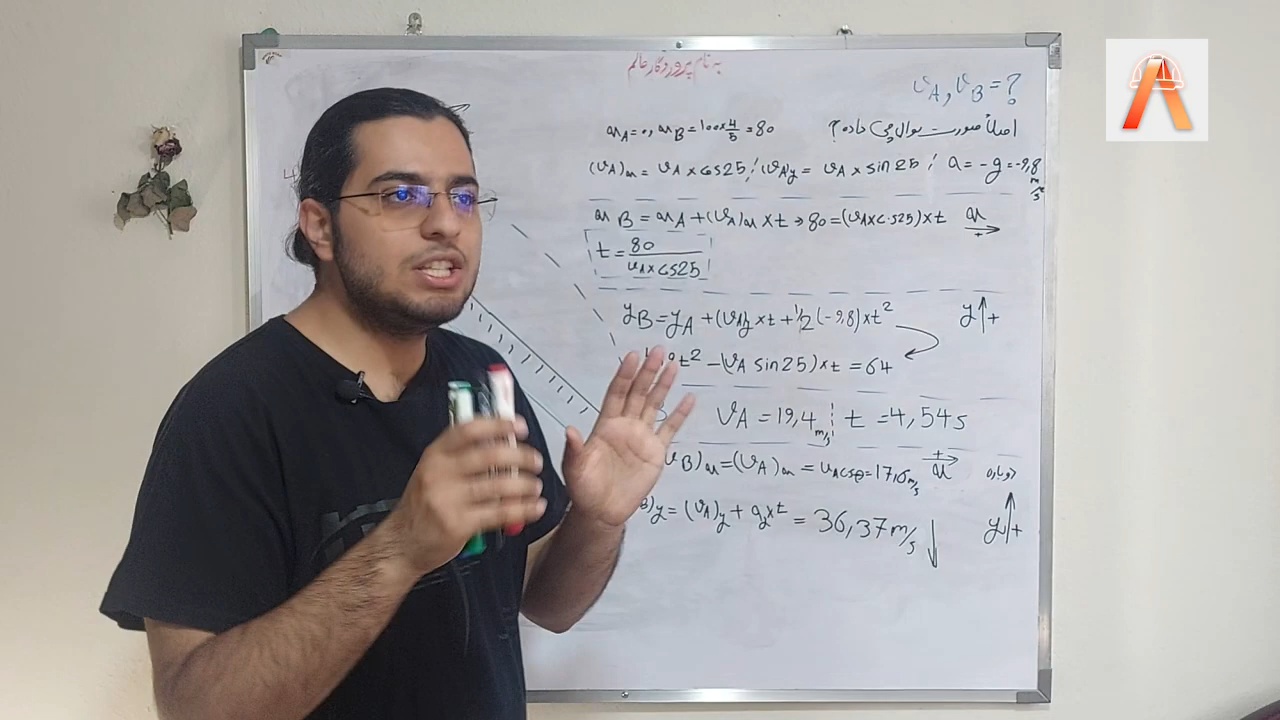 به نام پروردگار عالم
v_A , v_B = ?
اصلاً صورت سوال چی داده؟
x_A = 0 , x_B = 100 × 4/5 = 80
(v_A)_x = v_A × cos25 ; (v_A)_y = v_A × sin25 ; a = -g = -9,8 m/s²
x_B = x_A + (v_A)_x × t → 80 = (v_A × cos25) × t x → +
t = 80 / (v_A × cos25)
y_B = y_A + (v_A)_y × t + 1/2 (-9,8) × t² y ↑ +
t² - (v_A sin25) × t = 64
v_A = 19,4 m/s ; t = 4,54 s
v_B)_x = (v_A)_x = v_A cosθ = 17,6 m/s + → x دوباره
)_y = (v_A)_y + a_y × t = 36,37 m/s ↓ y ↑ +